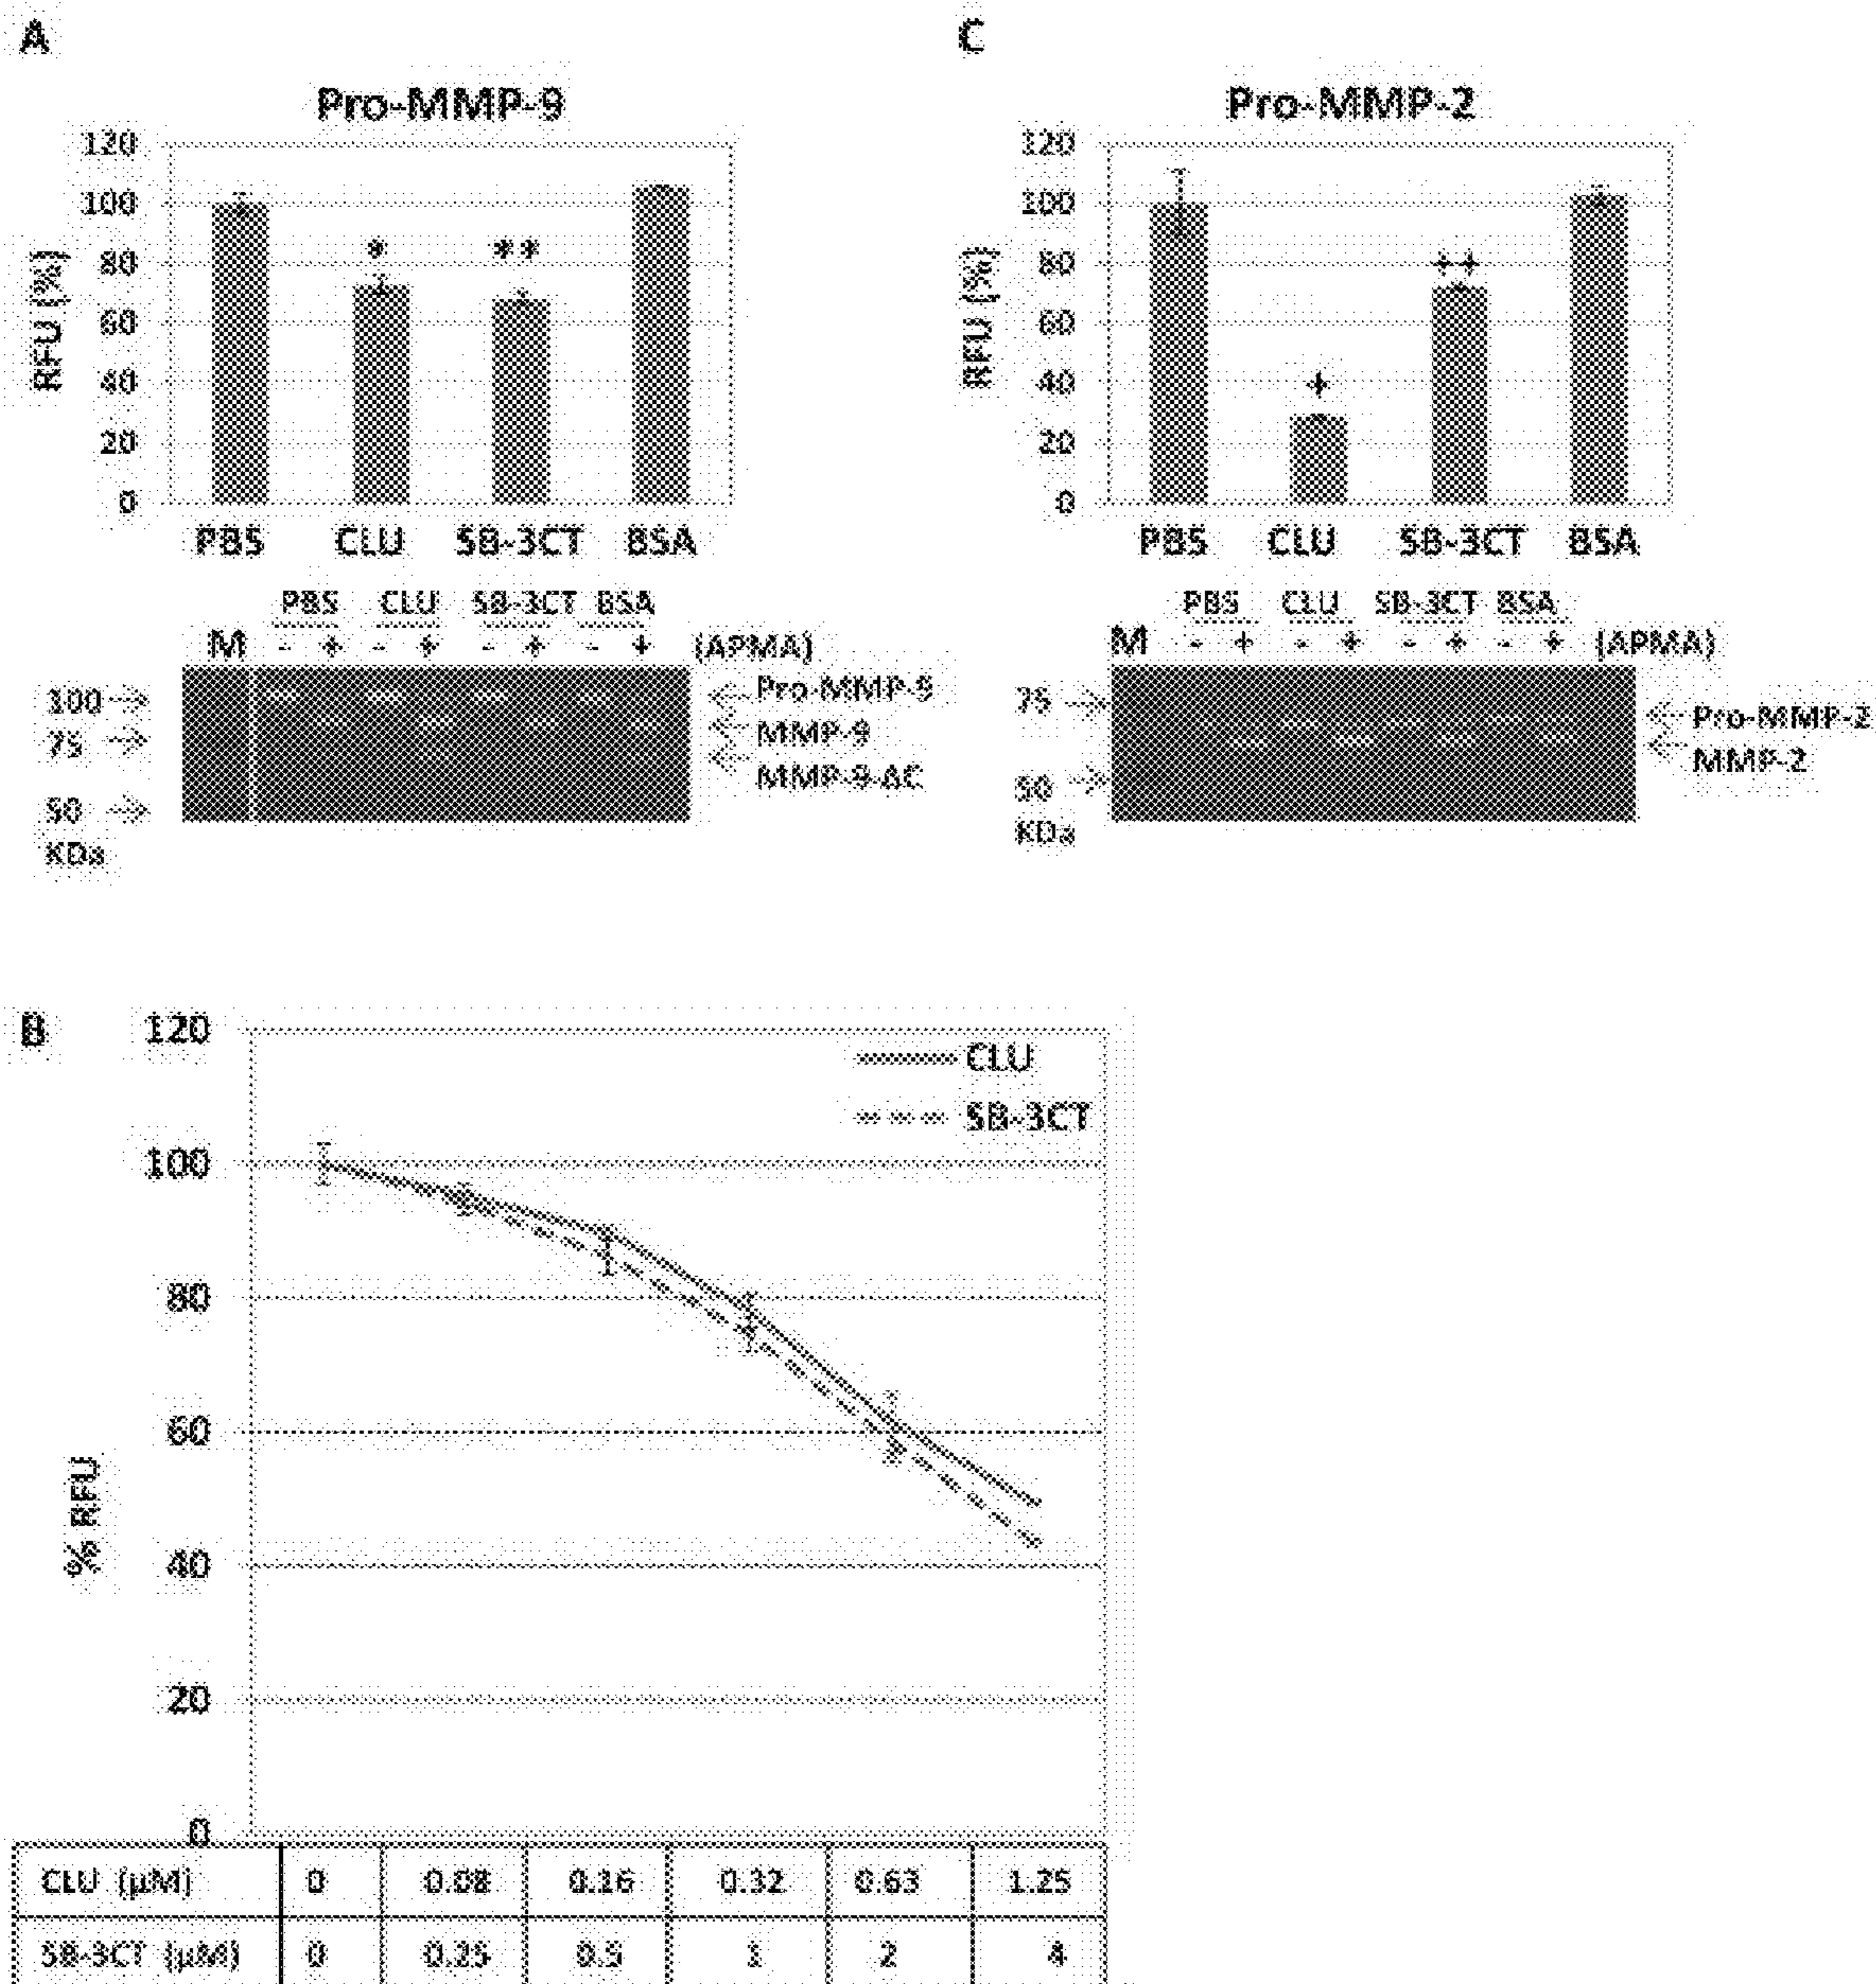 A
Pro-MMP-9
120
100
80
60
40
20
0
RFU (%)
* **
PBS CLU SB-3CT BSA
PBS CLU SB-3CT BSA
M - + - + - + - + (APMA)
100
75
50
KDa
Pro-MMP-9
MMP-9
MMP-9-ΔC
C
Pro-MMP-2
120
100
80
60
40
20
0
RFU (%)
+ ++
PBS CLU SB-3CT BSA
PBS CLU SB-3CT BSA
M - + - + - + - + (APMA)
75
50
KDa
Pro-MMP-2
MMP-2
B
120
100
80
60
40
20
0
% RFU
CLU
SB-3CT
CLU (µM) 0 0.08 0.16 0.32 0.63 1.25
SB-3CT (µM) 0 0.25 0.5 1 2 4